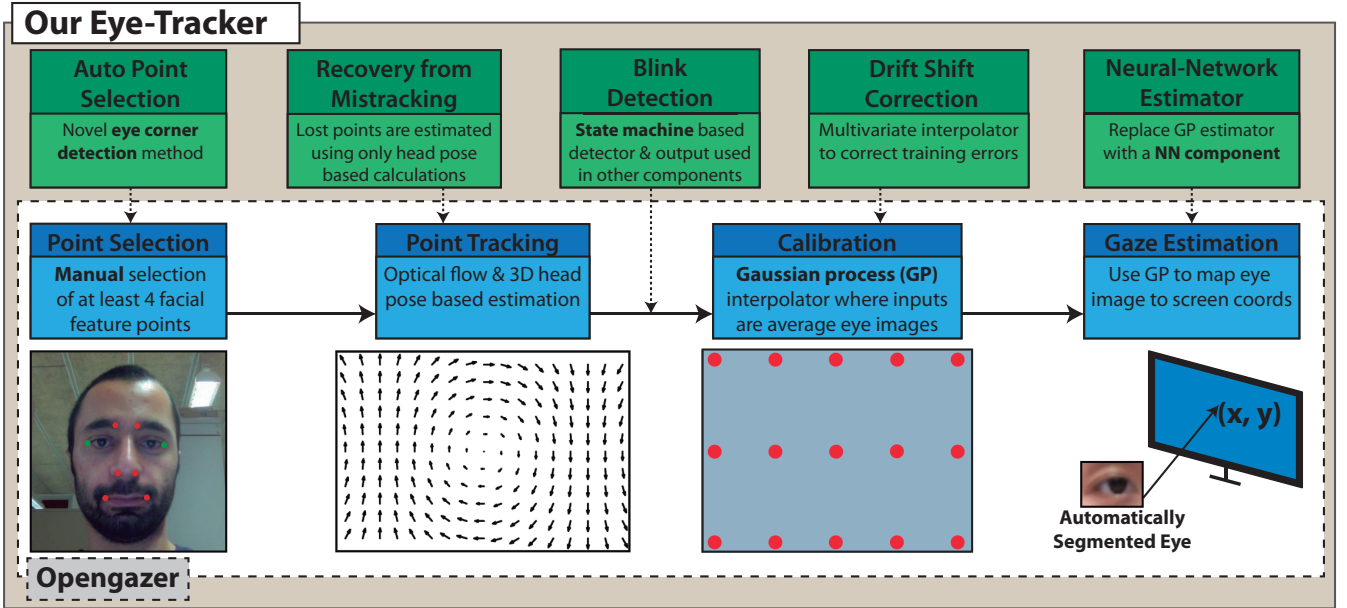 Our Eye-Tracker
Auto Point
Selection
Novel eye corner
detection method
Recovery from
Mistracking
Lost points are estimated
using only head pose
based calculations
Blink
Detection
State machine based
detector & output used
in other components
Drift Shift
Correction
Multivariate interpolator
to correct training errors
Neural-Network
Estimator
Replace GP estimator
with a NN component
Point Selection
Manual selection
of at least 4 facial
feature points
Point Tracking
Optical flow & 3D head
pose based estimation
Calibration
Gaussian process (GP)
interpolator where inputs
are average eye images
Gaze Estimation
Use GP to map eye
image to screen coords
(x, y)
Automatically
Segmented Eye
Opengazer